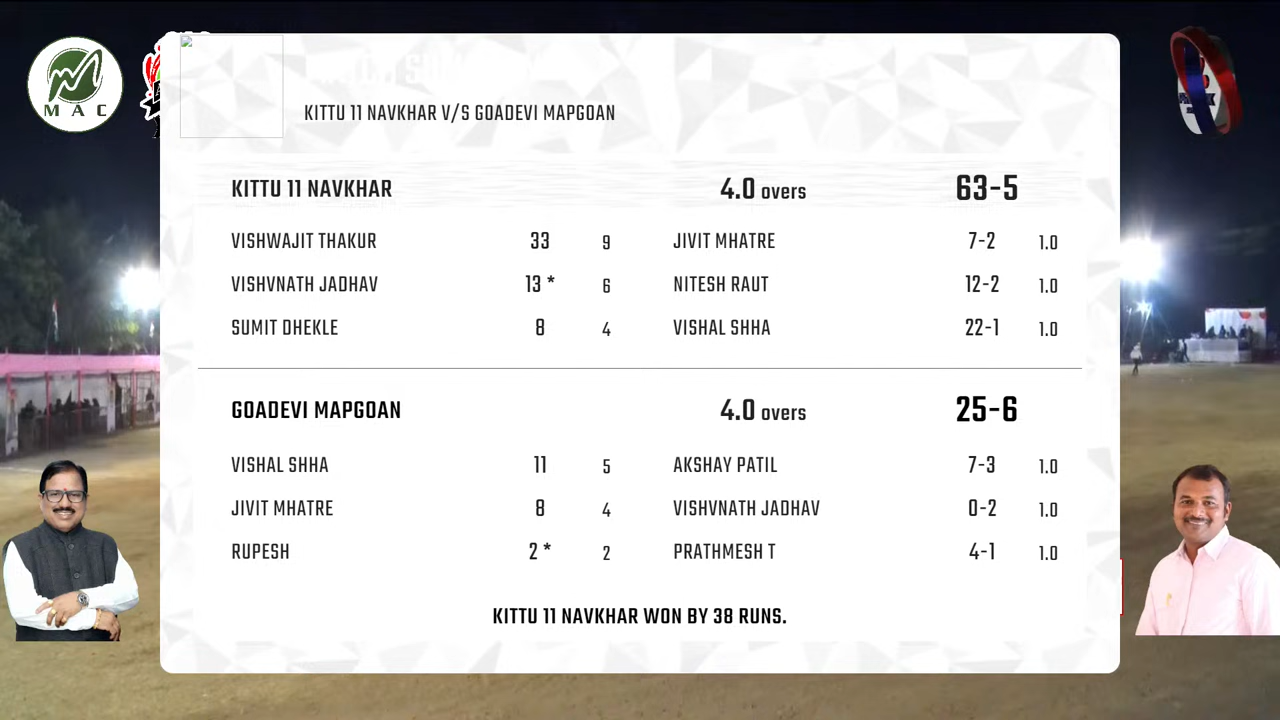 MAC
KITTU 11 NAVKHAR V/S GOADEVI MAPGOAN
KITTU 11 NAVKHAR 4.0 overs 63-5
VISHWAJIT THAKUR 33 9 JIVIT MHATRE 7-2 1.0
VISHVNATH JADHAV 13 * 6 NITESH RAUT 12-2 1.0
SUMIT DHEKLE 8 4 VISHAL SHHA 22-1 1.0
GOADEVI MAPGOAN 4.0 overs 25-6
VISHAL SHHA 11 5 AKSHAY PATIL 7-3 1.0
JIVIT MHATRE 8 4 VISHVNATH JADHAV 0-2 1.0
RUPESH 2 * 2 PRATHMESH T 4-1 1.0
KITTU 11 NAVKHAR WON BY 38 RUNS.